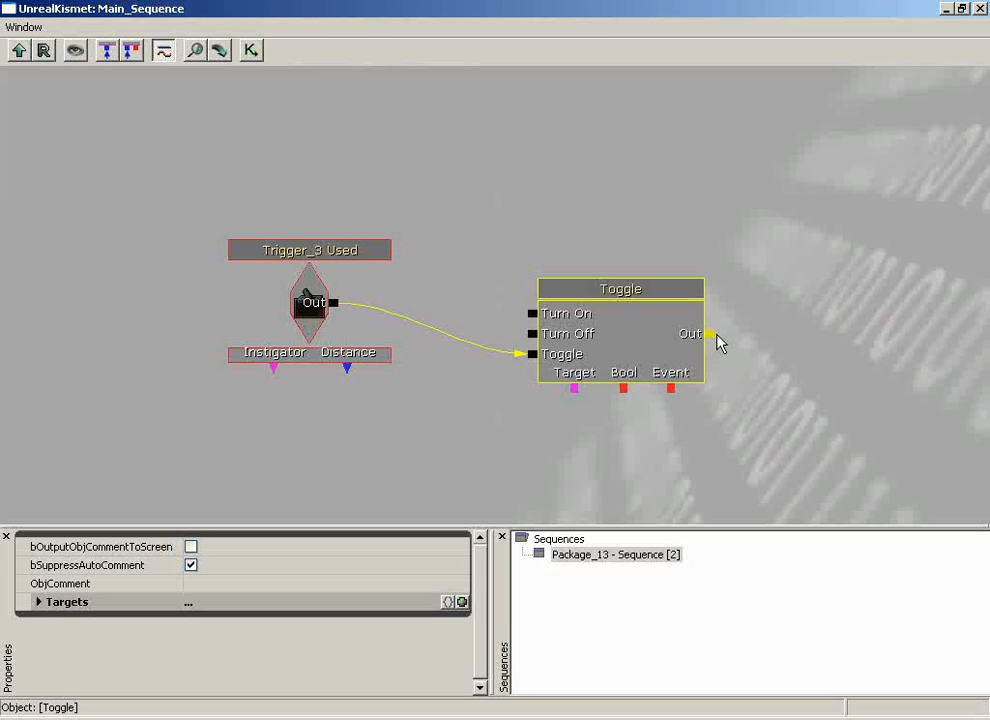 UnrealKismet: Main_Sequence
Window
R
K
Trigger_3 Used
Out
Instigator Distance
Toggle
Turn On
Turn Off Out
Toggle
Target Bool Event
bOutputObjCommentToScreen
bSuppressAutoComment
ObjComment
Targets ...
Properties
Sequences
Package_13 - Sequence [2]
Sequences
Object: [Toggle]